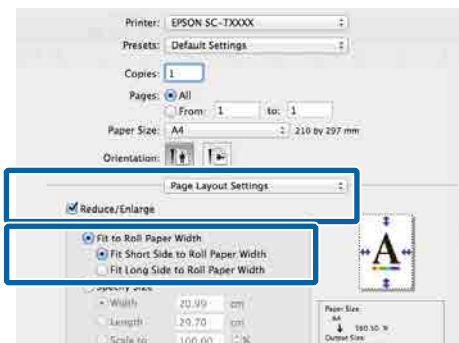 Printer: EPSON SC-TXXXX
Presets: Default Settings
Copies: 1
Pages: All
From: 1 to: 1
Paper Size: A4 210 by 297 mm
Orientation:
Page Layout Settings
Reduce/Enlarge
Fit to Roll Paper Width
Fit Short Side to Roll Paper Width
Fit Long Side to Roll Paper Width
Specify Size
Width 20.99 cm
Length 29.70 cm
Scale to 100.00 %
A
Paper Size:
A4
Output Size: